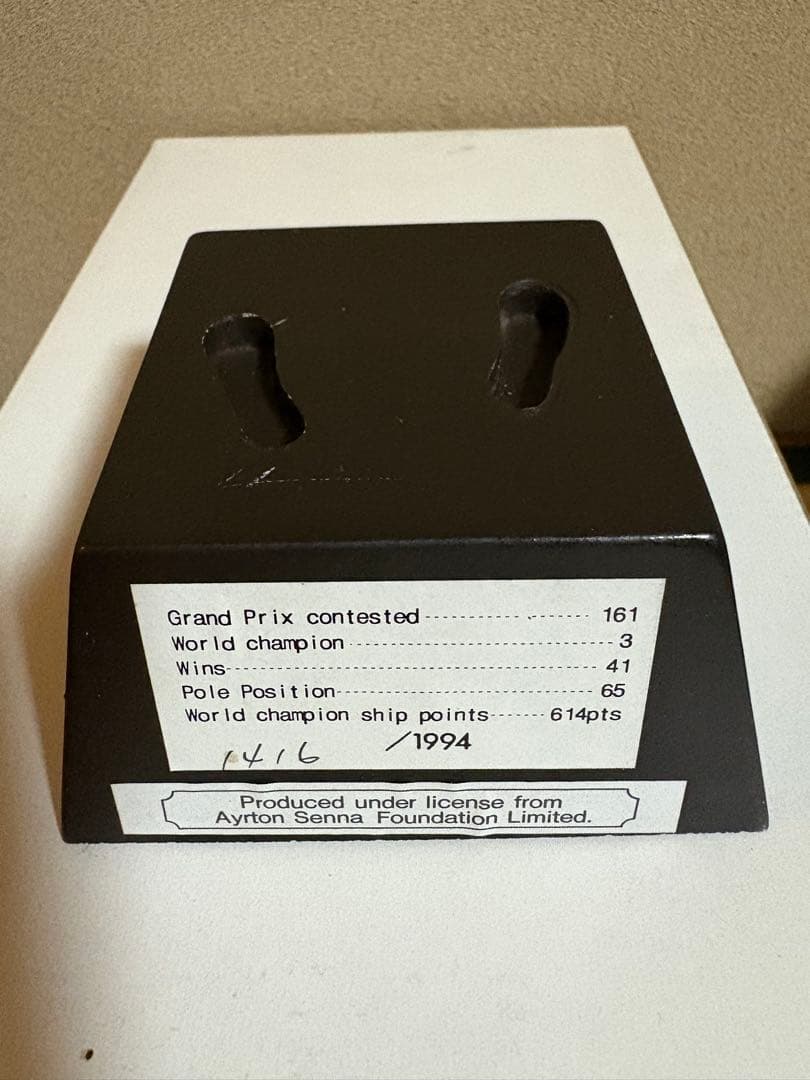 Grand Prix contested 161
World champion 3
Wins 41
Pole Position 65
World champion ship points 614pts
1416 /1994
Produced under license from
Ayrton Senna Foundation Limited.